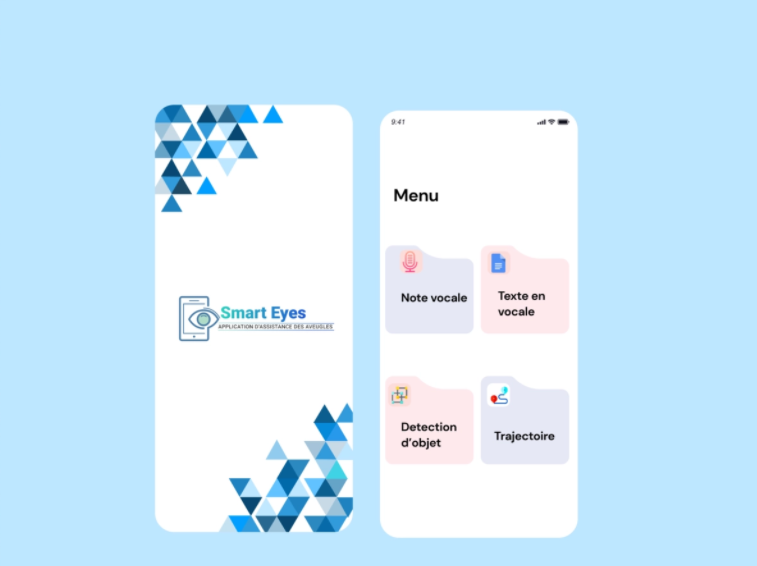 Smart Eyes
APPLICATION D'ASSISTANCE DES AVEUGLES
9:41
Menu
Note vocale
Texte en
vocale
Detection
d'objet
Trajectoire